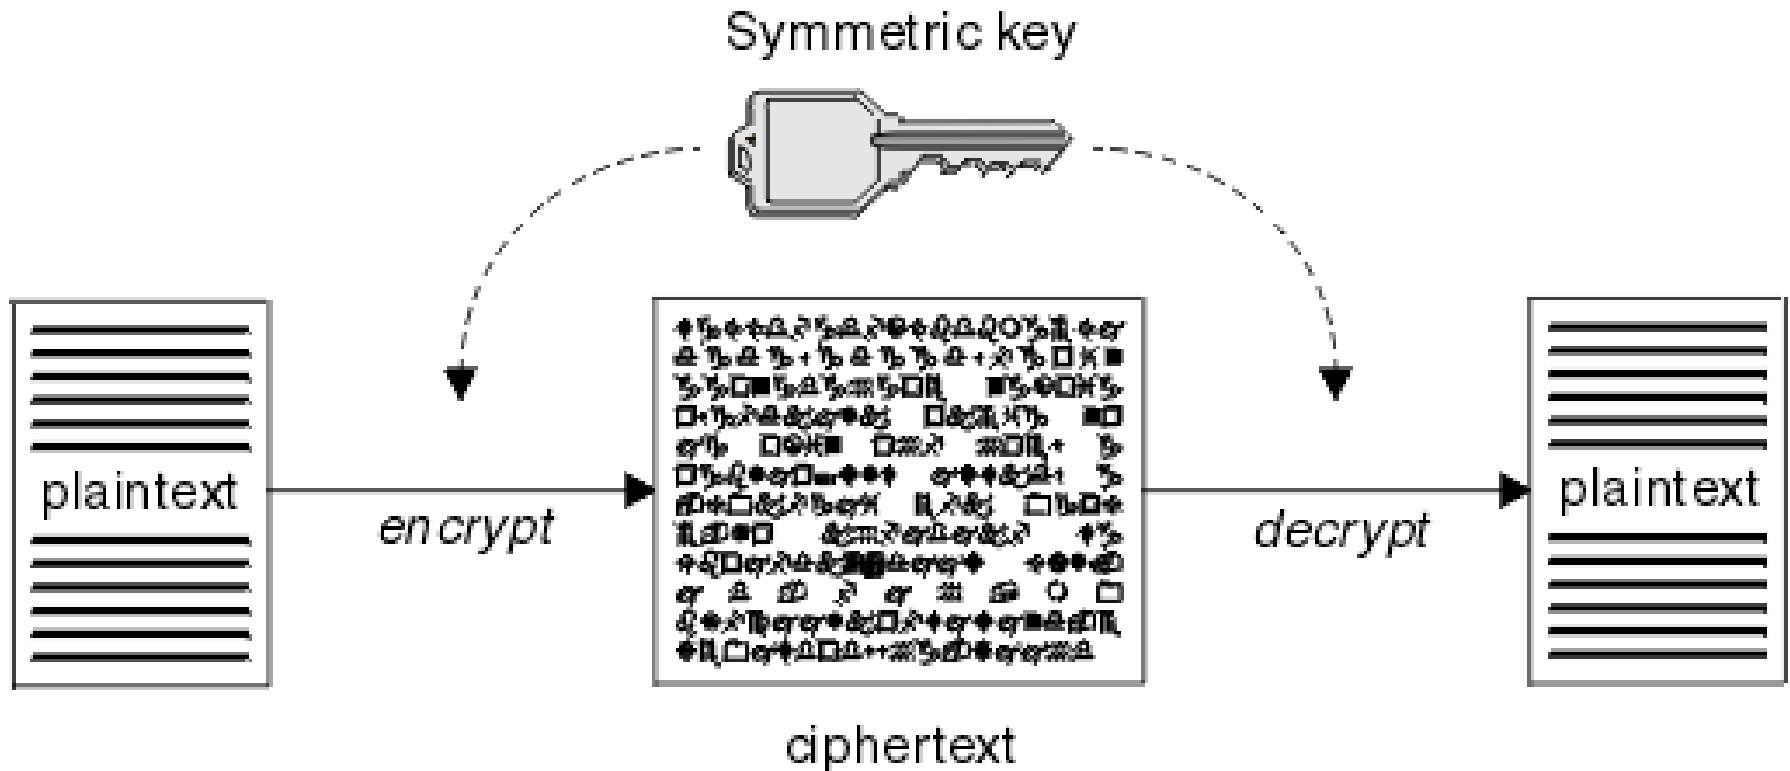 Symmetric key
plaintext
encrypt
decrypt
plaintext
ciphertext